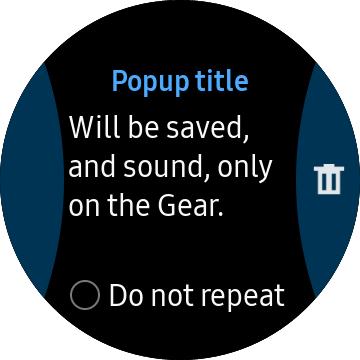 Popup title
Will be saved,
and sound, only
on the Gear.
Do not repeat